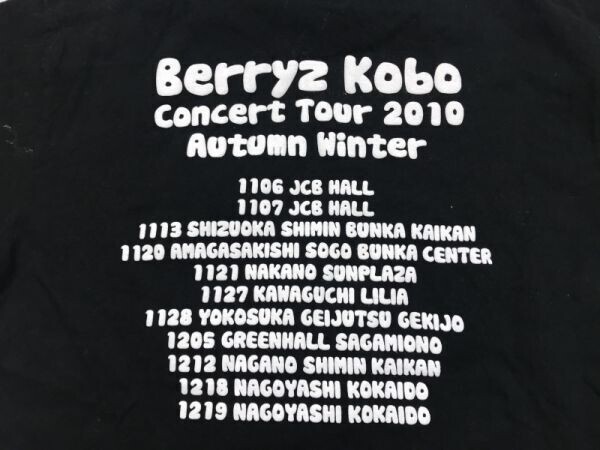 Berryz Kobo
Concert Tour 2010
Autumn Winter
1106 JCB HALL
1107 JCB HALL
1113 SHIZUOKA SHIMIN BUNKA KAIKAN
1120 AMAGASAKISHI SOGO BUNKA CENTER
1121 NAKANO SUNPLAZA
1127 KAWAGUCHI LILIA
1128 YOKOSUKA GEIJUTSU GEKIJO
1205 GREENHALL SAGAMIONO
1212 NAGANO SHIMIN KAIKAN
1218 NAGOYASHI KOKAIDO
1219 NAGOYASHI KOKAIDO